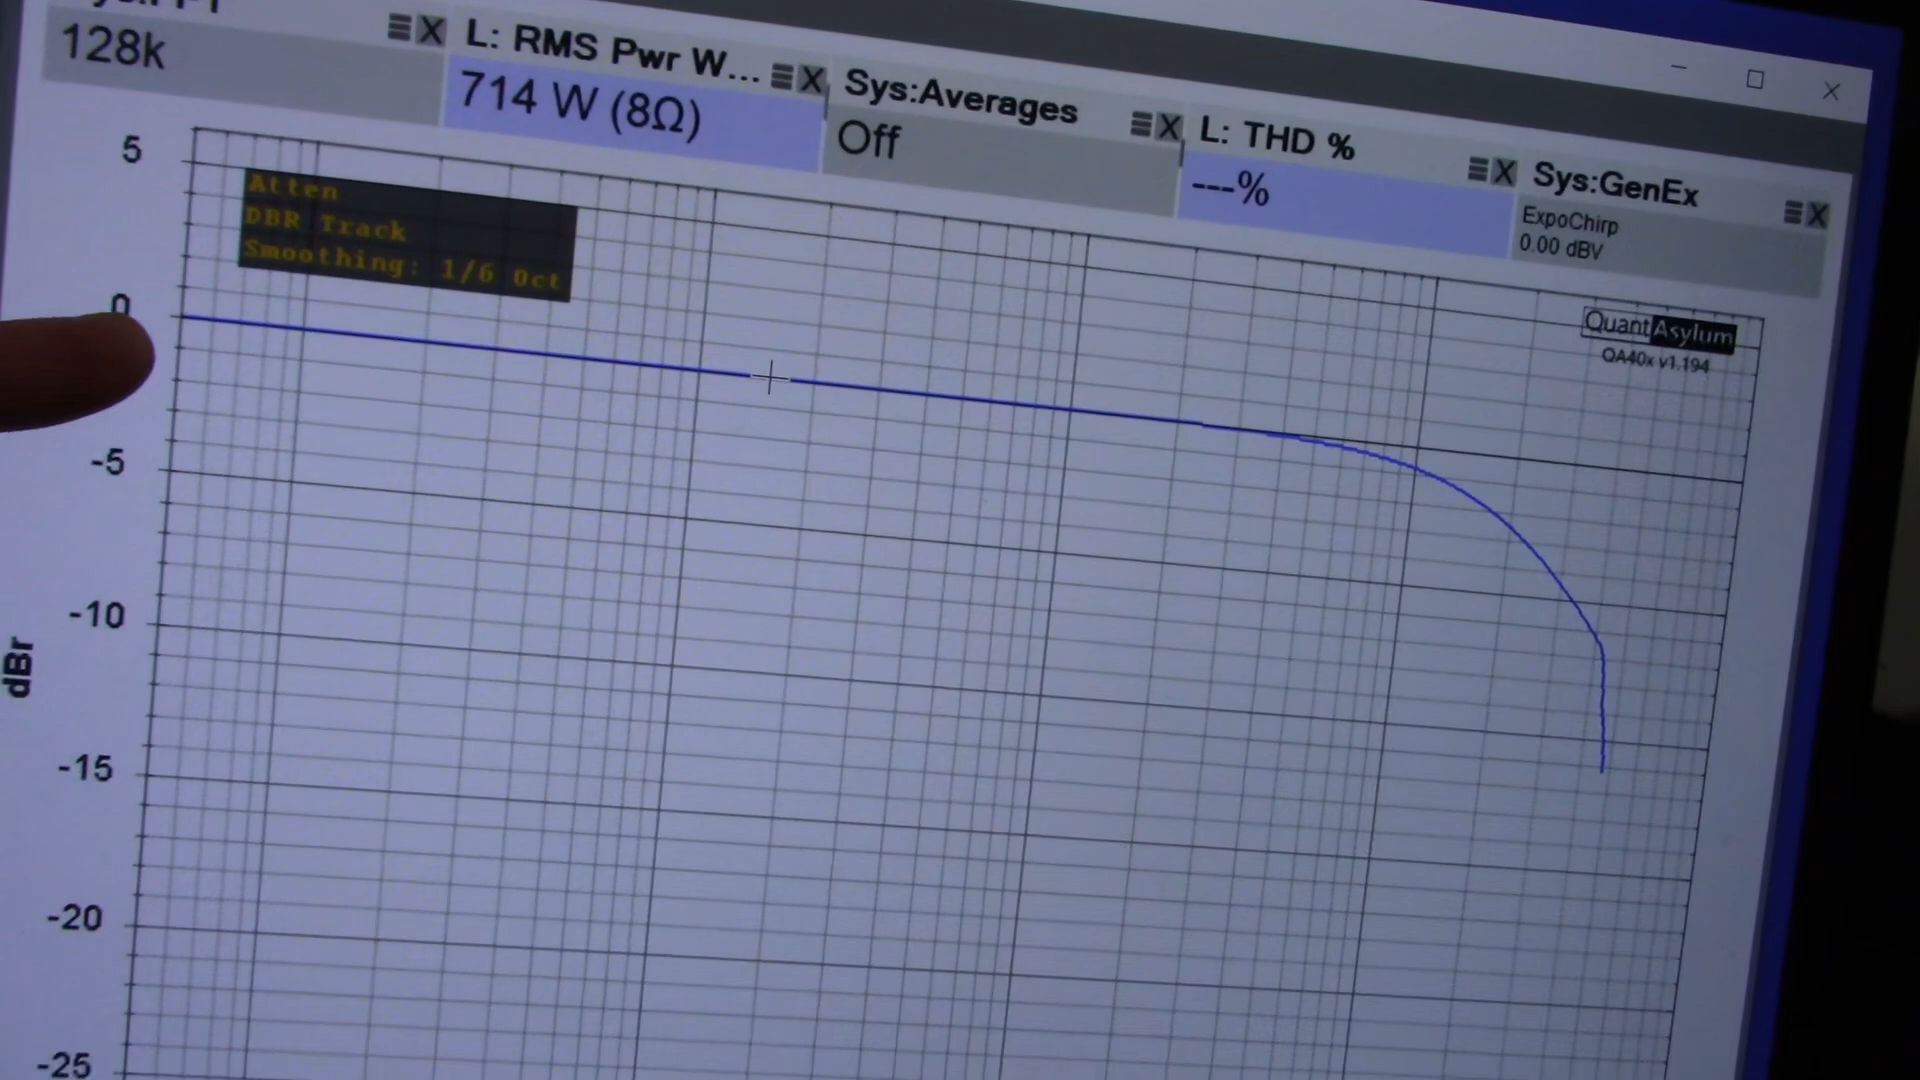 128k
L: RMS Pwr W...
714 W (8Ω)
Sys:Averages
Off
L: THD %
---%
Sys:GenEx
ExpoChirp
0.00 dBV
Atten
DBR Track
Smoothing: 1/6 Oct
QuantAsylum
QA40x v1.194
5
0
-5
-10
-15
-20
-25
dBr